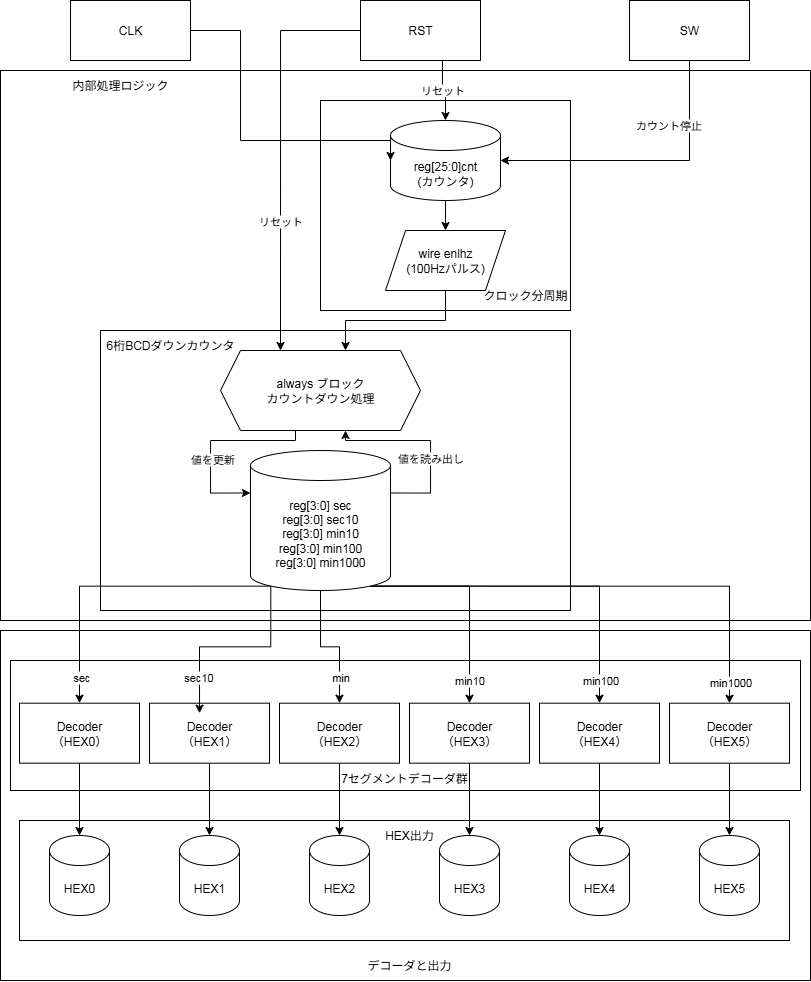 CLK
RST
SW
内部処理ロジック
リセット
カウント停止
reg[25:0]cnt
(カウンタ)
リセット
wire enlhz
(100Hzパルス)
クロック分周期
6桁BCDダウンカウンタ
always ブロック
カウントダウン処理
値を更新
値を読み出し
reg[3:0] sec
reg[3:0] sec10
reg[3:0] min10
reg[3:0] min100
reg[3:0] min1000
sec
sec10
min
min10
min100
min1000
Decoder
（HEX0）
Decoder
（HEX1）
Decoder
（HEX2）
Decoder
（HEX3）
Decoder
（HEX4）
Decoder
（HEX5）
7セグメントデコーダ群
HEX出力
HEX0
HEX1
HEX2
HEX3
HEX4
HEX5
デコーダと出力